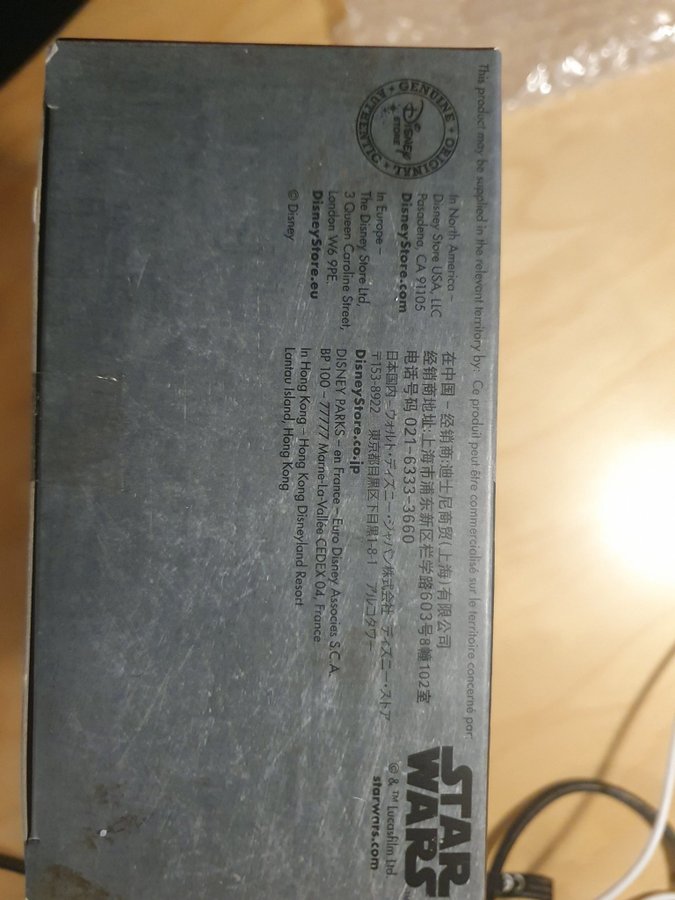 This product may be supplied in the relevant territory by: Ce produit peut être commercialisé sur le territoire concerné par:
GENUINE • ORIGINAL • AUTHENTIC •
Disney
STORE
In North America –
Disney Store USA, LLC
Pasadena, CA 91105
DisneyStore.com
In Europe –
The Disney Store Ltd,
3 Queen Caroline Street,
London W6 9PE.
DisneyStore.eu
© Disney
在中国 – 经销商:迪士尼商贸(上海)有限公司
经销商地址:上海市浦东新区栏学路603号8幢102室
电话号码 021-6333-3660
日本国内 – ウォルト・ディズニー・ジャパン株式会社 ディズニー・ストア
〒153-8922 東京都目黒区下目黒1-8-1 アルコタワー
DisneyStore.co.jp
DISNEY PARKS – en France – Euro Disney Associes S.C.A.
BP 100 – 77777 Marne-La-Vallée CEDEX 04, France
In Hong Kong – Hong Kong Disneyland Resort
Lantau Island, Hong Kong
STAR
WARS
© & ™ Lucasfilm Ltd.
starwars.com